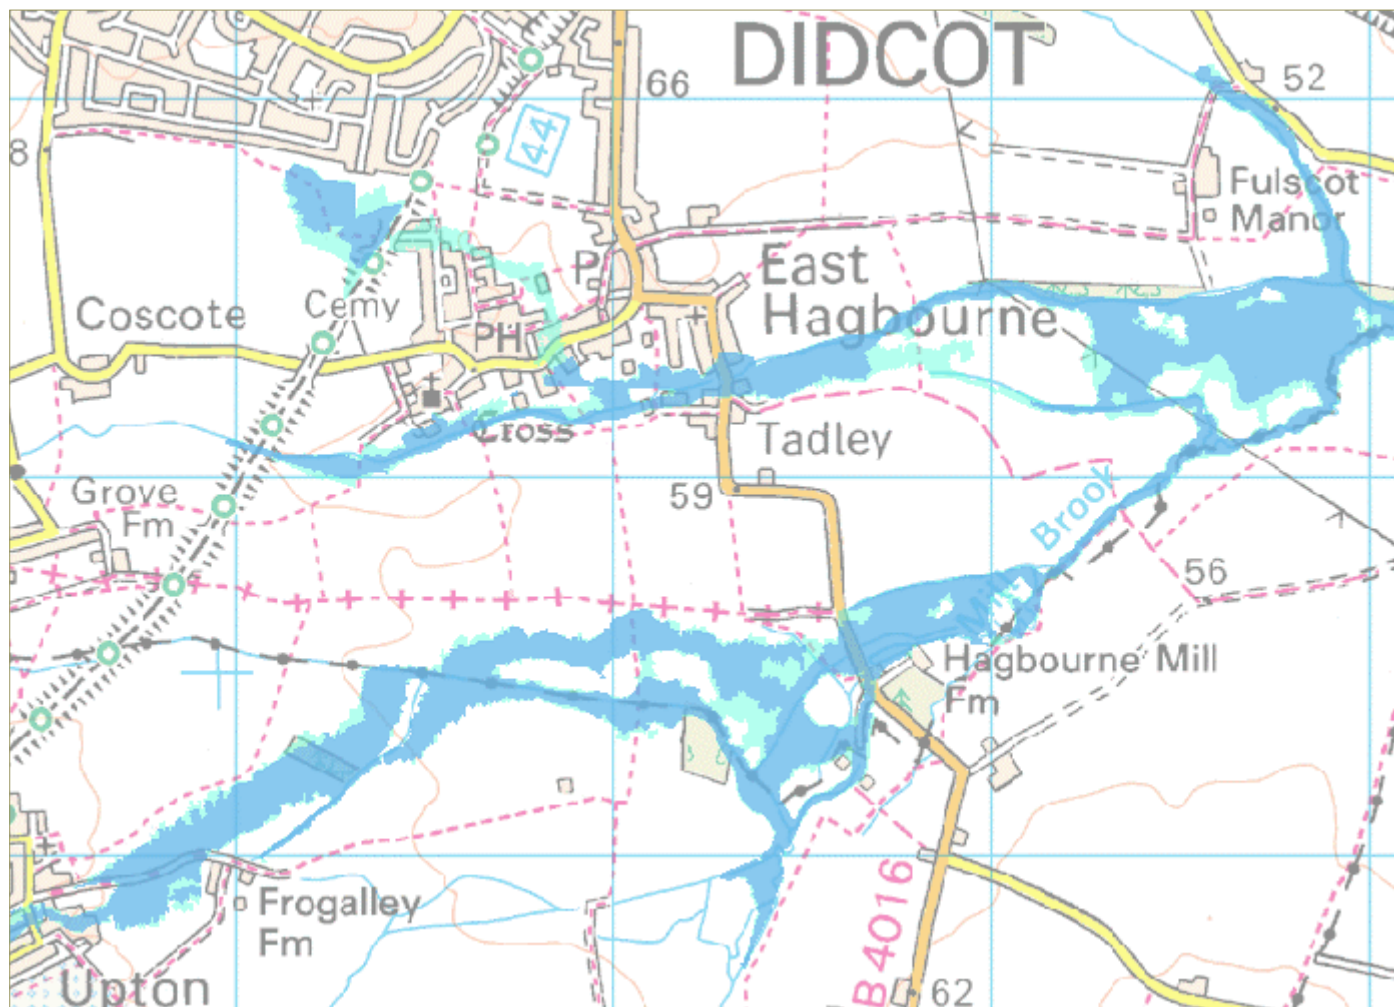 DIDCOT
66
52
44
8
Fulscot
Manor
P
East
Hagbourne
Cemy
Coscote
PH
Cross
Tadley
Grove
Fm
59
Brook
56
Mill
Hagbourne Mill
Fm
Frogalley
Fm
B 4016
Upton
62